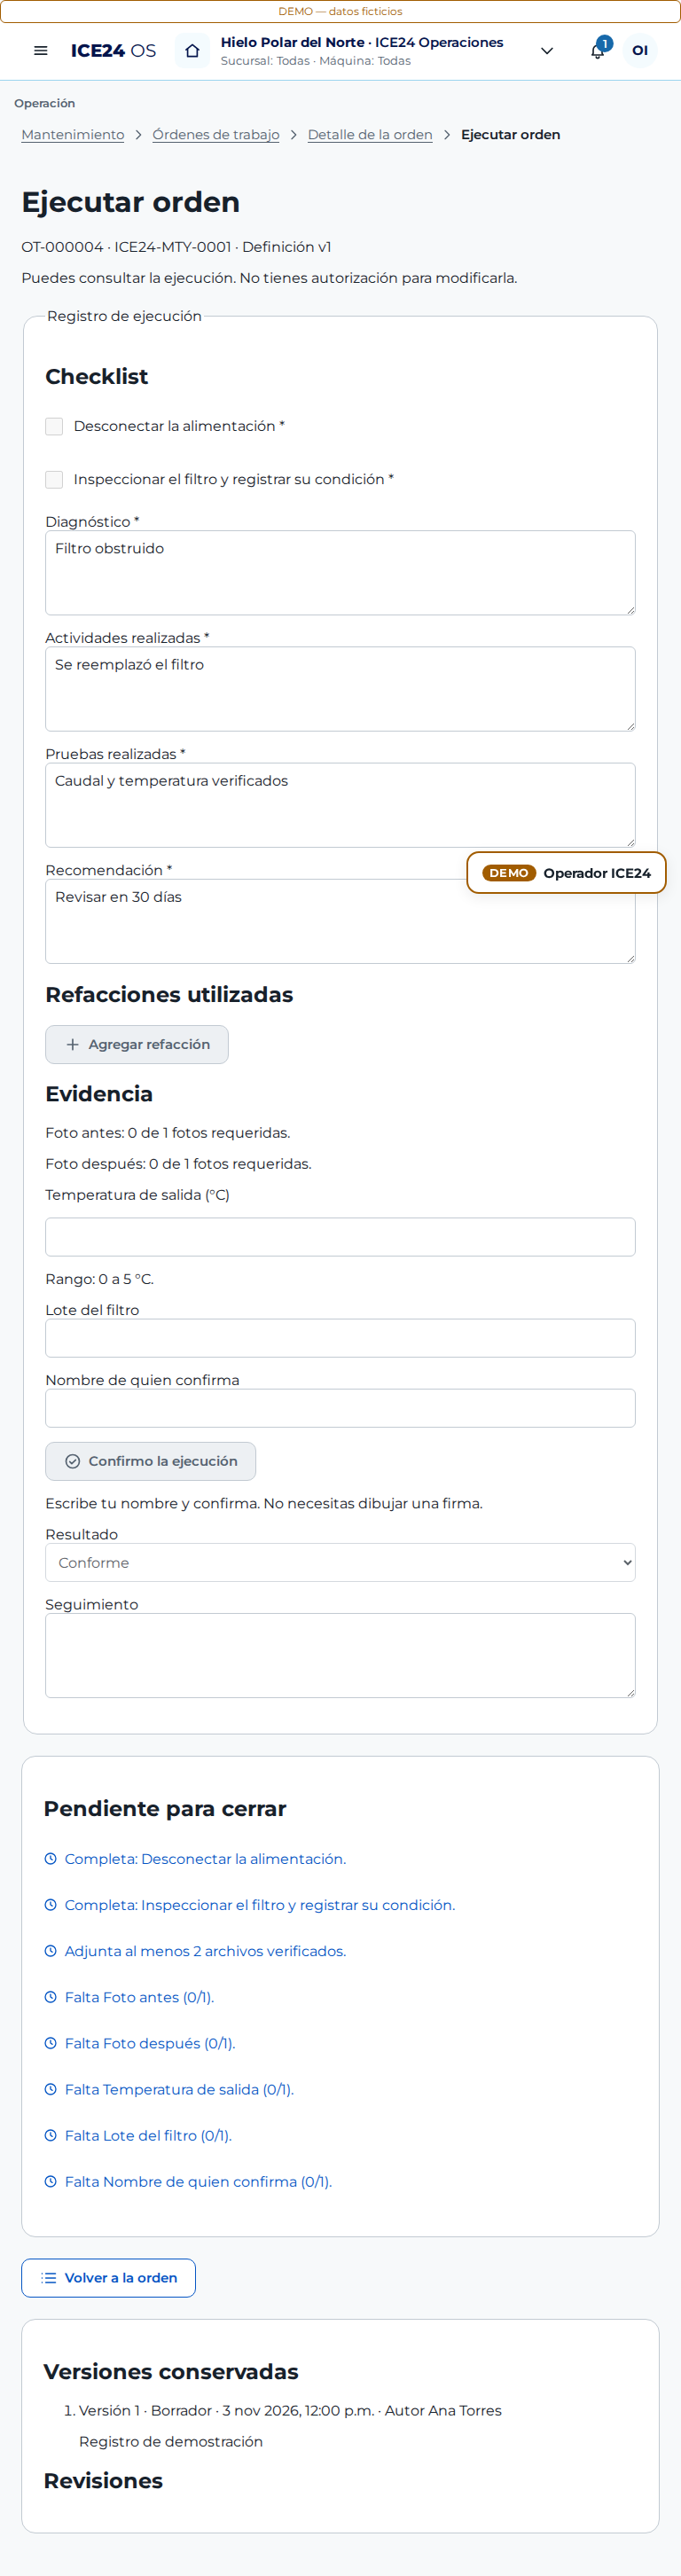 DEMO — datos ficticios
ICE24 OS
Hielo Polar del Norte · ICE24 Operaciones
Sucursal: Todas · Máquina: Todas
1
OI
Operación
Mantenimiento > Órdenes de trabajo > Detalle de la orden > Ejecutar orden
Ejecutar orden
OT-000004 · ICE24-MTY-0001 · Definición v1
Puedes consultar la ejecución. No tienes autorización para modificarla.
Registro de ejecución
Checklist
Desconectar la alimentación *
Inspeccionar el filtro y registrar su condición *
Diagnóstico *
Filtro obstruido
Actividades realizadas *
Se reemplazó el filtro
Pruebas realizadas *
Caudal y temperatura verificados
Recomendación *
DEMO Operador ICE24
Revisar en 30 días
Refacciones utilizadas
Agregar refacción
Evidencia
Foto antes: 0 de 1 fotos requeridas.
Foto después: 0 de 1 fotos requeridas.
Temperatura de salida (°C)
Rango: 0 a 5 °C.
Lote del filtro
Nombre de quien confirma
Confirmo la ejecución
Escribe tu nombre y confirma. No necesitas dibujar una firma.
Resultado
Conforme
Seguimiento
Pendiente para cerrar
Completa: Desconectar la alimentación.
Completa: Inspeccionar el filtro y registrar su condición.
Adjunta al menos 2 archivos verificados.
Falta Foto antes (0/1).
Falta Foto después (0/1).
Falta Temperatura de salida (0/1).
Falta Lote del filtro (0/1).
Falta Nombre de quien confirma (0/1).
Volver a la orden
Versiones conservadas
1. Versión 1 · Borrador · 3 nov 2026, 12:00 p.m. · Autor Ana Torres
Registro de demostración
Revisiones